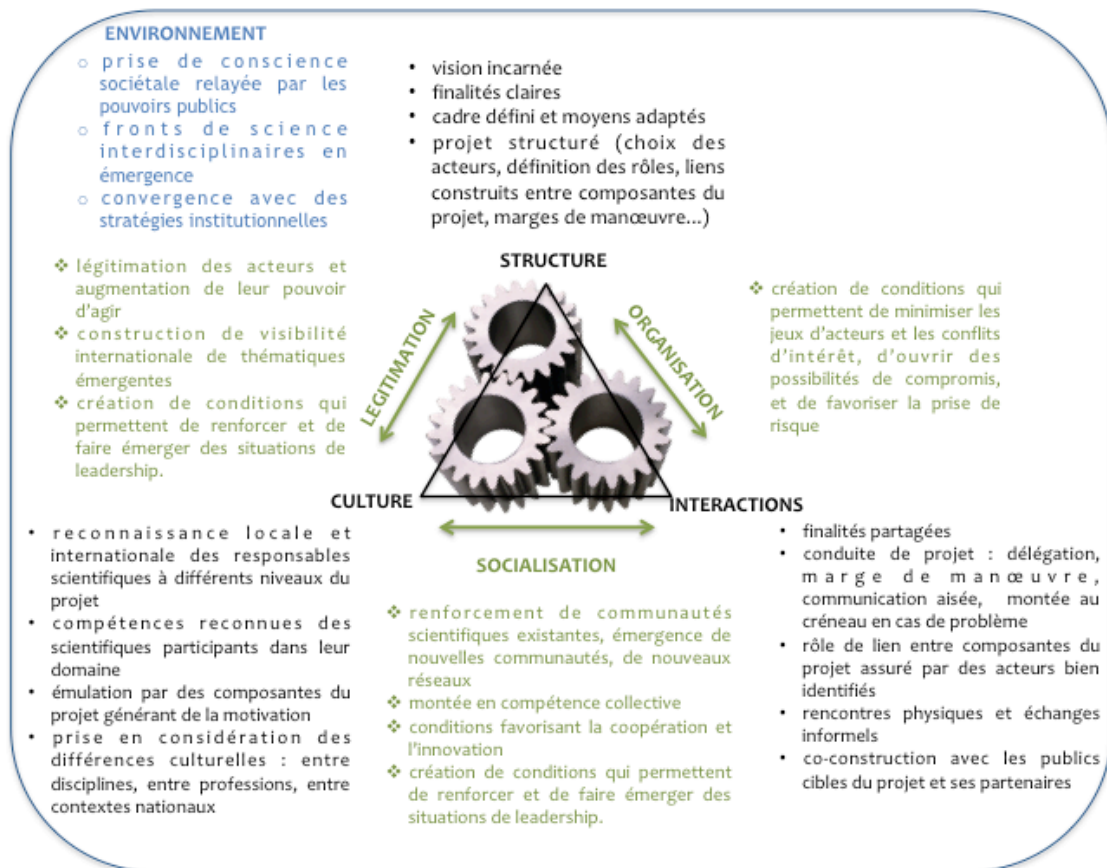 ENVIRONNEMENT
o prise de conscience
sociétale relayée par les
pouvoirs publics
o fronts de science
interdisciplinaires en
émergence
o convergence avec des
stratégies institutionnelles
• vision incarnée
• finalités claires
• cadre défini et moyens adaptés
• projet structuré (choix des
acteurs, définition des rôles, liens
construits entre composantes du
projet, marges de manœuvre...)
❖ légitimation des acteurs et
augmentation de leur pouvoir
d'agir
❖ construction de visibilité
internationale de thématiques
émergentes
❖ création de conditions qui
permettent de renforcer et de
faire émerger des situations de
leadership.
STRUCTURE
LEGITIMATION
ORGANISATION
❖ création de conditions qui
permettent de minimiser les
jeux d'acteurs et les conflits
d'intérêt, d'ouvrir des
possibilités de compromis,
et de favoriser la prise de
risque
CULTURE
INTERACTIONS
• reconnaissance locale et
internationale des responsables
scientifiques à différents niveaux du
projet
• compétences reconnues des
scientifiques participants dans leur
domaine
• émulation par des composantes du
projet générant de la motivation
• prise en considération des
différences culturelles : entre
disciplines, entre professions, entre
contextes nationaux
SOCIALISATION
❖ renforcement de communautés
scientifiques existantes, émergence de
nouvelles communautés, de nouveaux
réseaux
❖ montée en compétence collective
❖ conditions favorisant la coopération et
l'innovation
❖ création de conditions qui permettent
de renforcer et de faire émerger des
situations de leadership.
• finalités partagées
• conduite de projet : délégation,
marge de manœuvre,
communication aisée, montée au
créneau en cas de problème
• rôle de lien entre composantes du
projet assuré par des acteurs bien
identifiés
• rencontres physiques et échanges
informels
• co-construction avec les publics
cibles du projet et ses partenaires